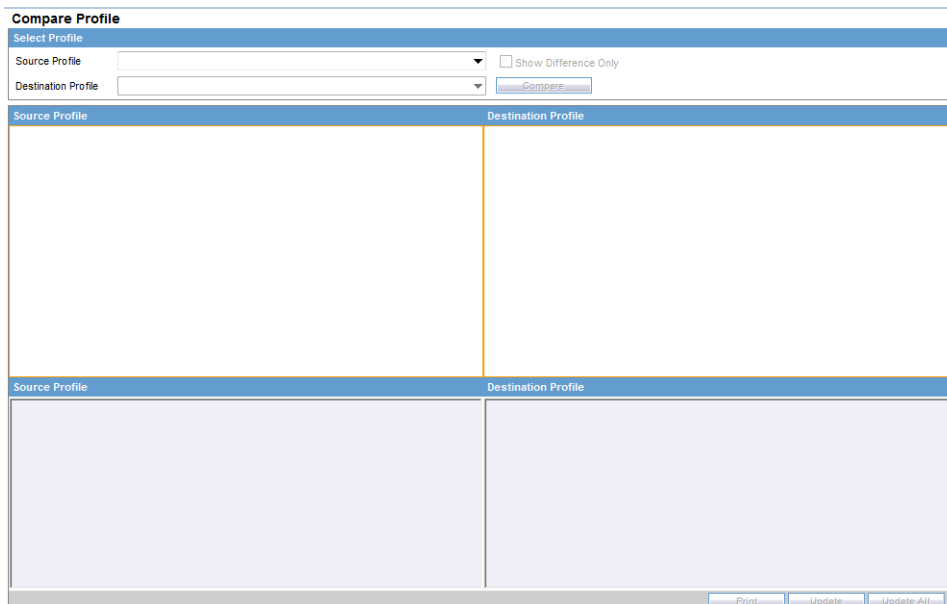 Compare Profile
Select Profile
Source Profile
Show Difference Only
Destination Profile
Compare
Source Profile Destination Profile
Source Profile Destination Profile
Print Update Update All